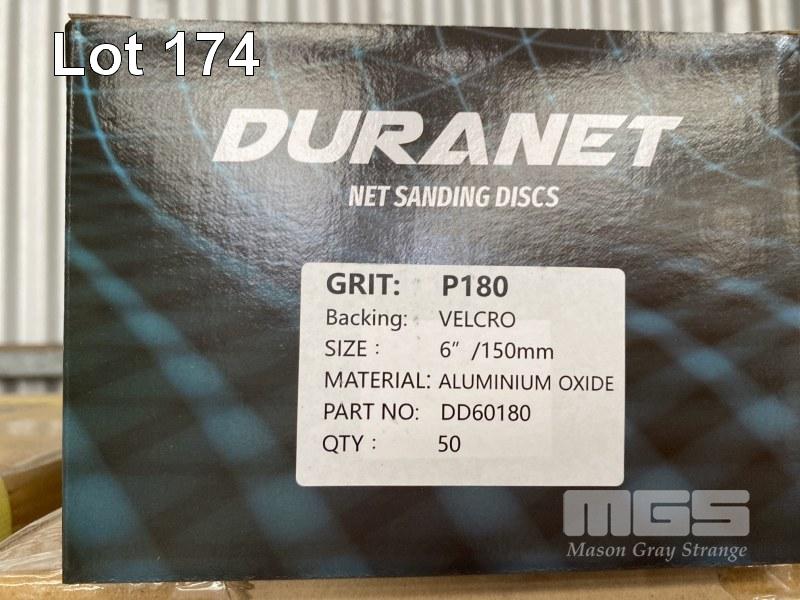 Lot 174
DURANET
NET SANDING DISCS
GRIT: P180
Backing: VELCRO
SIZE : 6" /150mm
MATERIAL: ALUMINIUM OXIDE
PART NO: DD60180
QTY : 50
MGS
Mason Gray Strange